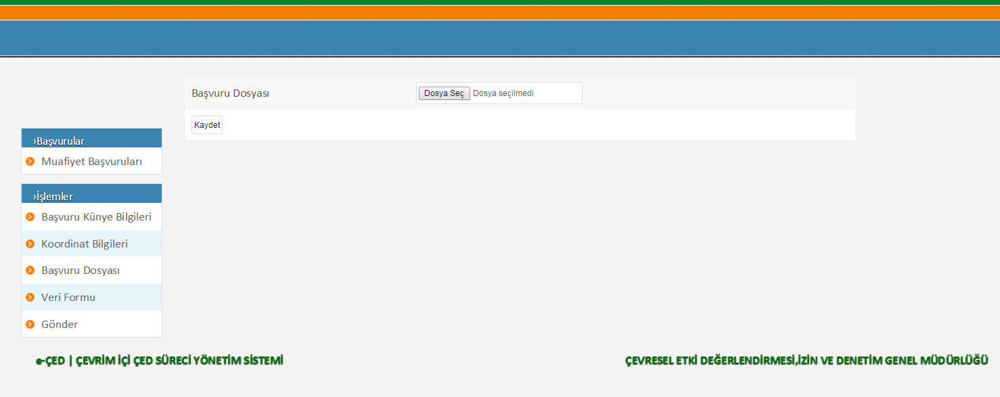 Başvuru Dosyası
Dosya Seç Dosya seçilmedi
Kaydet
›Başvurular
Muafiyet Başvuruları
›İşlemler
Başvuru Künye Bilgileri
Koordinat Bilgileri
Başvuru Dosyası
Veri Formu
Gönder
e-ÇED | ÇEVRİM İÇİ ÇED SÜRECİ YÖNETİM SİSTEMİ
ÇEVRESEL ETKİ DEĞERLENDİRMESİ,İZİN VE DENETİM GENEL MÜDÜRLÜĞÜ